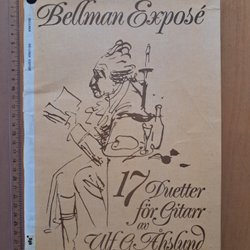 Bellman Exposé
17 Duetter
för Gitarr
av
Ulf G. Åhslund